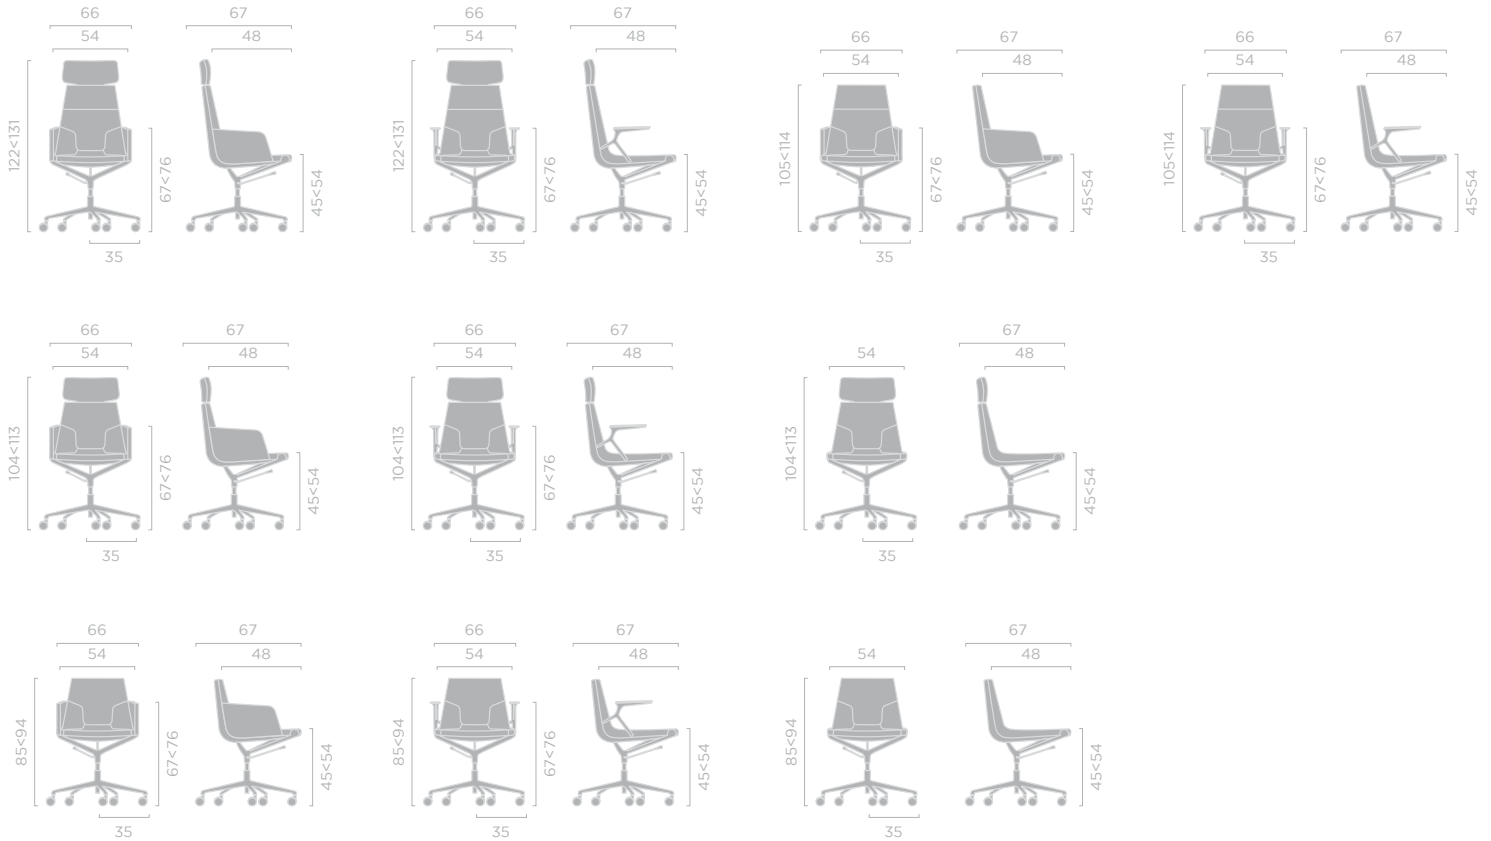 66 67 66 67
54 48 54 48
66 67 66 67
54 48 54 48
122<131 67<76 45<54
122<131 67<76 45<54
105<114 67<76 45<54
105<114 67<76 45<54
35 35 35 35
66 67 66 67 67
54 48 54 48 54 48
104<113 67<76 45<54
104<113 67<76 45<54
104<113 45<54
35 35 35
66 67 66 67 67
54 48 54 48 54 48
85<94 67<76 45<54
85<94 67<76 45<54
85<94 45<54
35 35 35